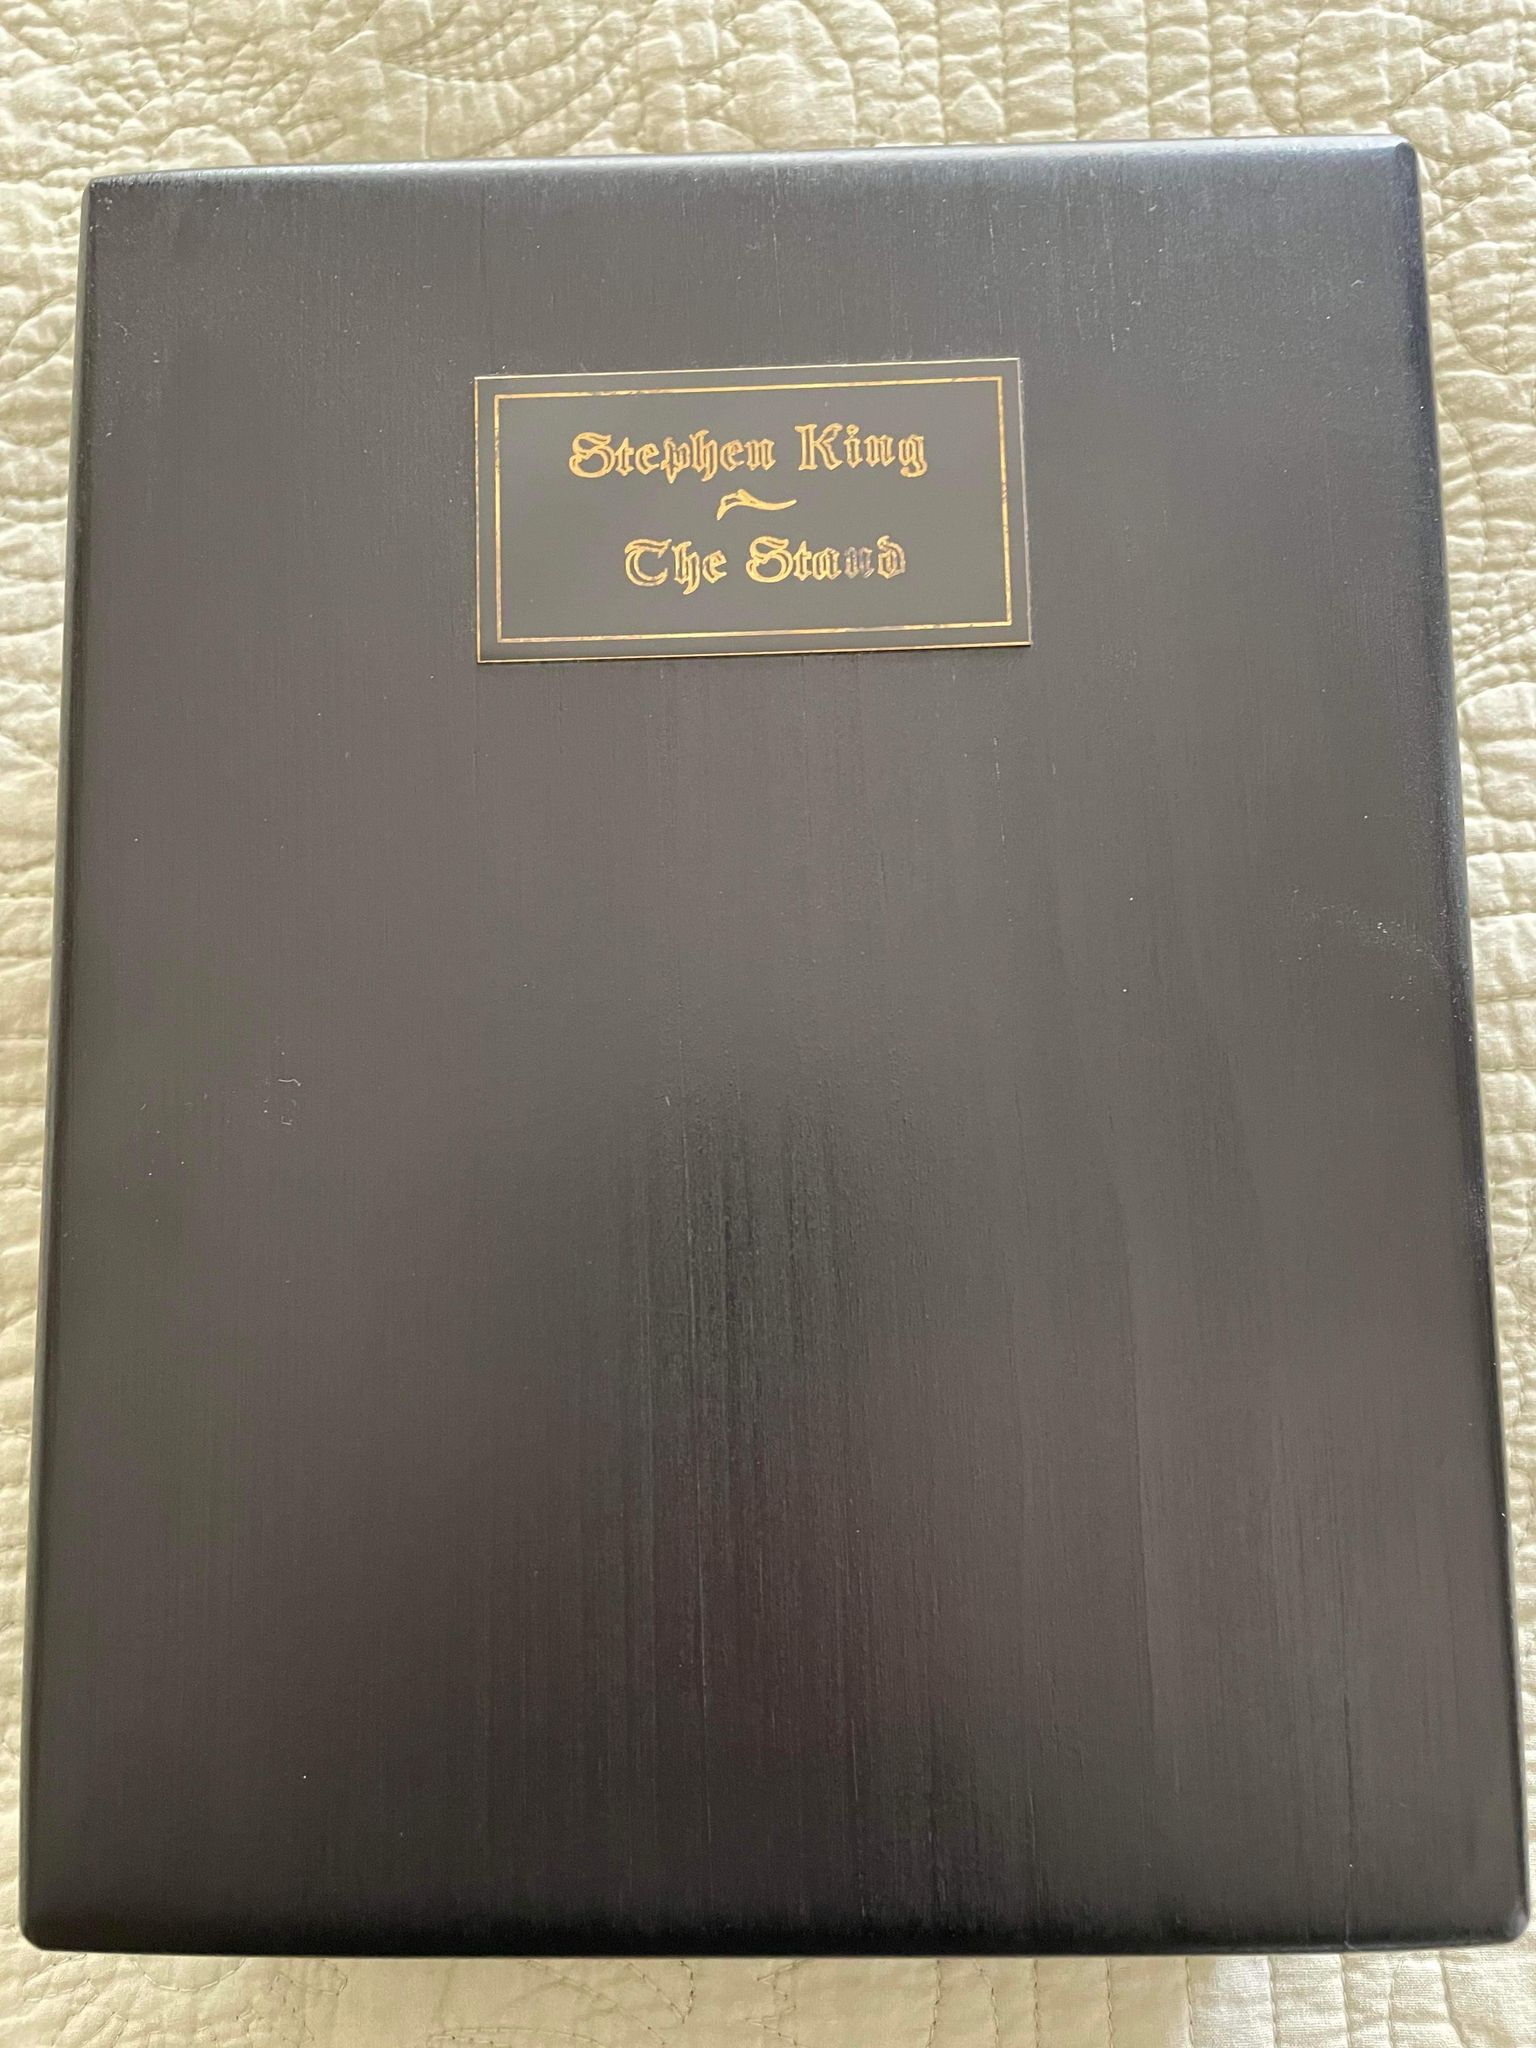 Stephen King
~
The Stand